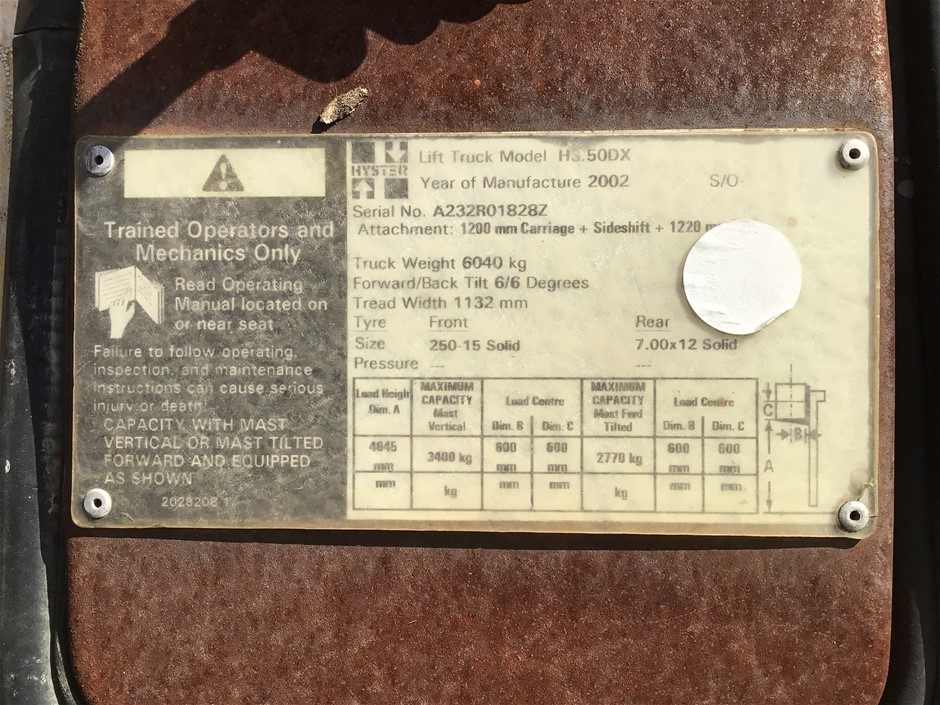 Trained Operators and
Mechanics Only
Read Operating
Manual located on
or near seat
Failure to follow operating,
inspection, and maintenance
instructions can cause serious
injury or death!
CAPACITY WITH MAST
VERTICAL OR MAST TILTED
FORWARD AND EQUIPPED
AS SHOWN
2028208 1
HYSTER
Lift Truck Model H3.50DX
Year of Manufacture 2002 S/O-
Serial No. A232R01828Z
Attachment: 1200 mm Carriage + Sideshift + 1220
Truck Weight 6040 kg
Forward/Back Tilt 6/6 Degrees
Tread Width 1132 mm
Tyre Front Rear
Size 250-15 Solid 7.00x12 Solid
Pressure --- ---
Load Heigh Dim. A MAXIMUM CAPACITY Mast Vertical Load Centre Dim. B Dim. C MAXIMUM CAPACITY Mast Fwd Tilted Load Centre Dim. B Dim. C
4645 mm 3400 kg 600 mm 600 mm 2770 kg 600 mm 600 mm
mm kg mm mm kg mm mm
C
B
A